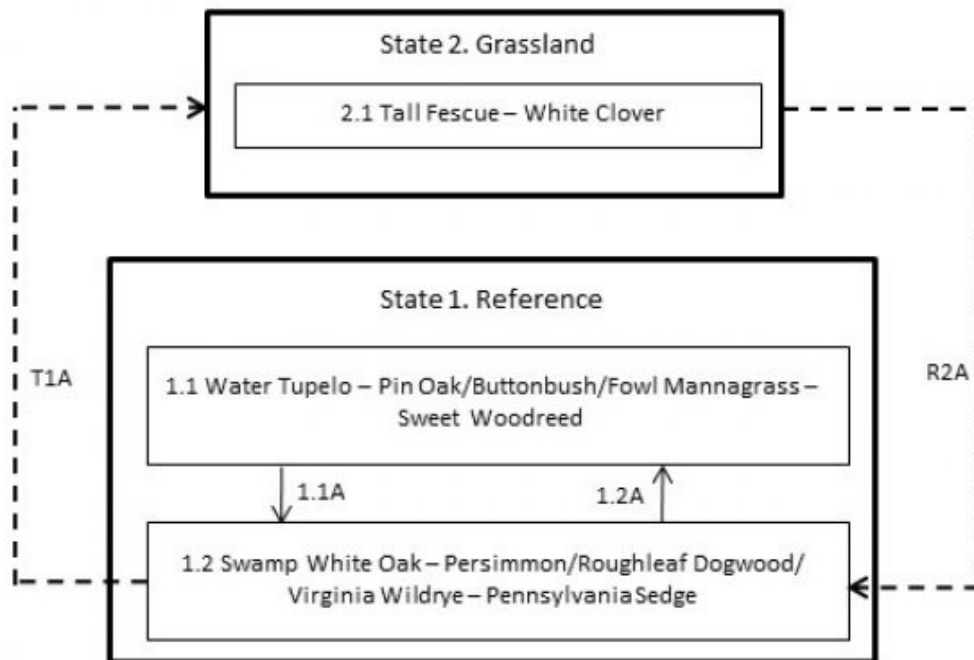 State 2. Grassland
2.1 Tall Fescue – White Clover
State 1. Reference
T1A
R2A
1.1 Water Tupelo – Pin Oak/Buttonbush/Fowl Mannagrass –
Sweet Woodreed
1.1A
1.2A
1.2 Swamp White Oak – Persimmon/Roughleaf Dogwood/
Virginia Wildrye – Pennsylvania Sedge